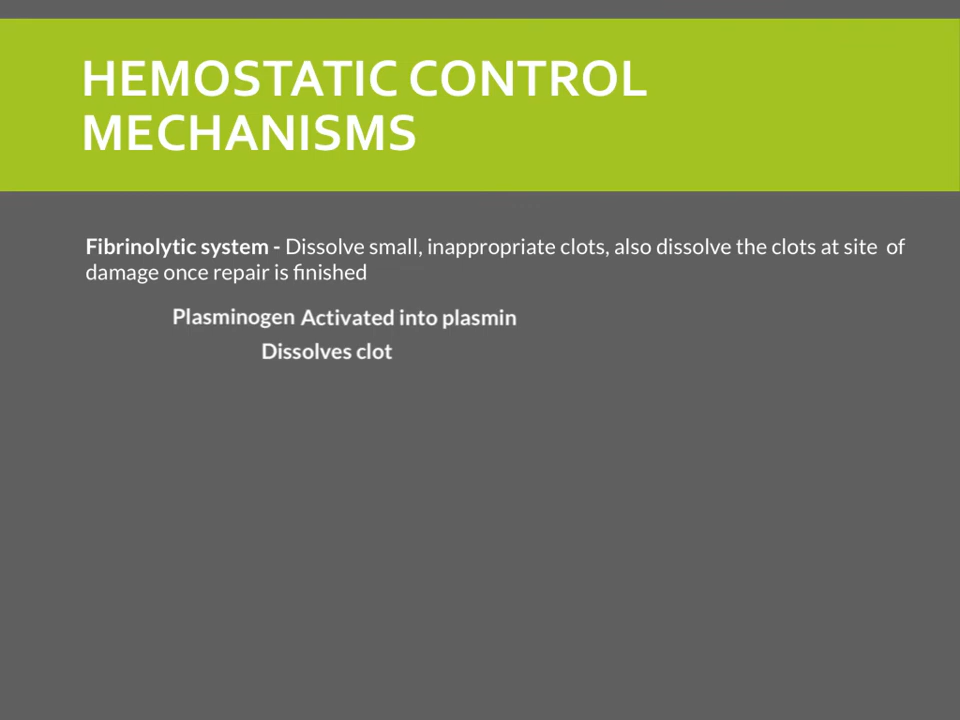 HEMOSTATIC CONTROL
MECHANISMS
Fibrinolytic system - Dissolve small, inappropriate clots, also dissolve the clots at site of
damage once repair is finished
Plasminogen Activated into plasmin
Dissolves clot